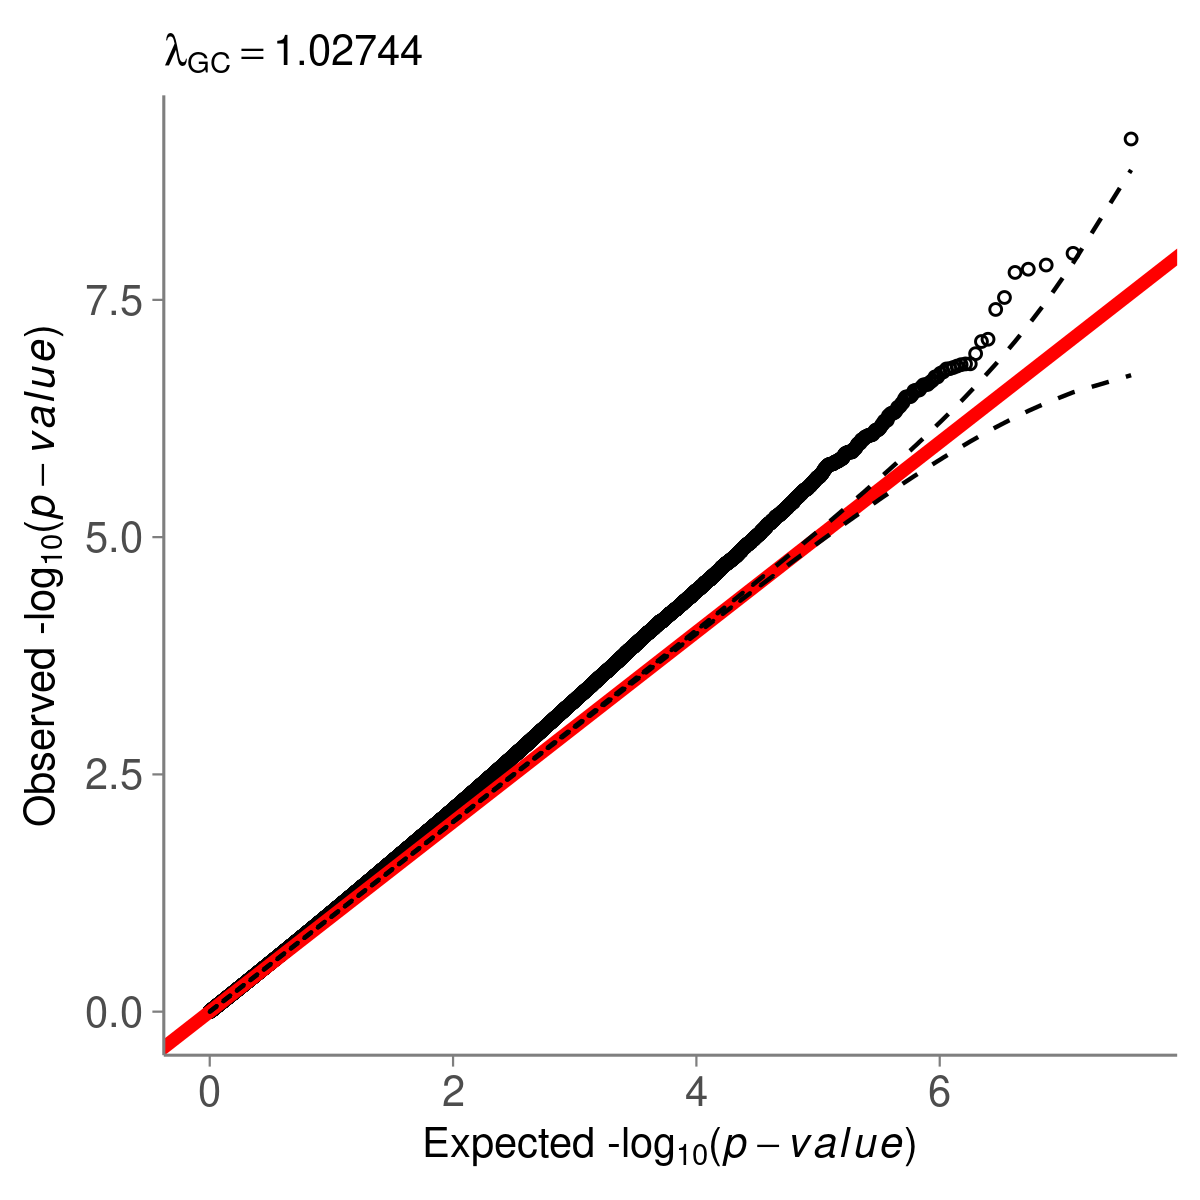 λGC = 1.02744
Observed -log10(p − value)
7.5
5.0
2.5
0.0
0 2 4 6
Expected -log10(p − value)